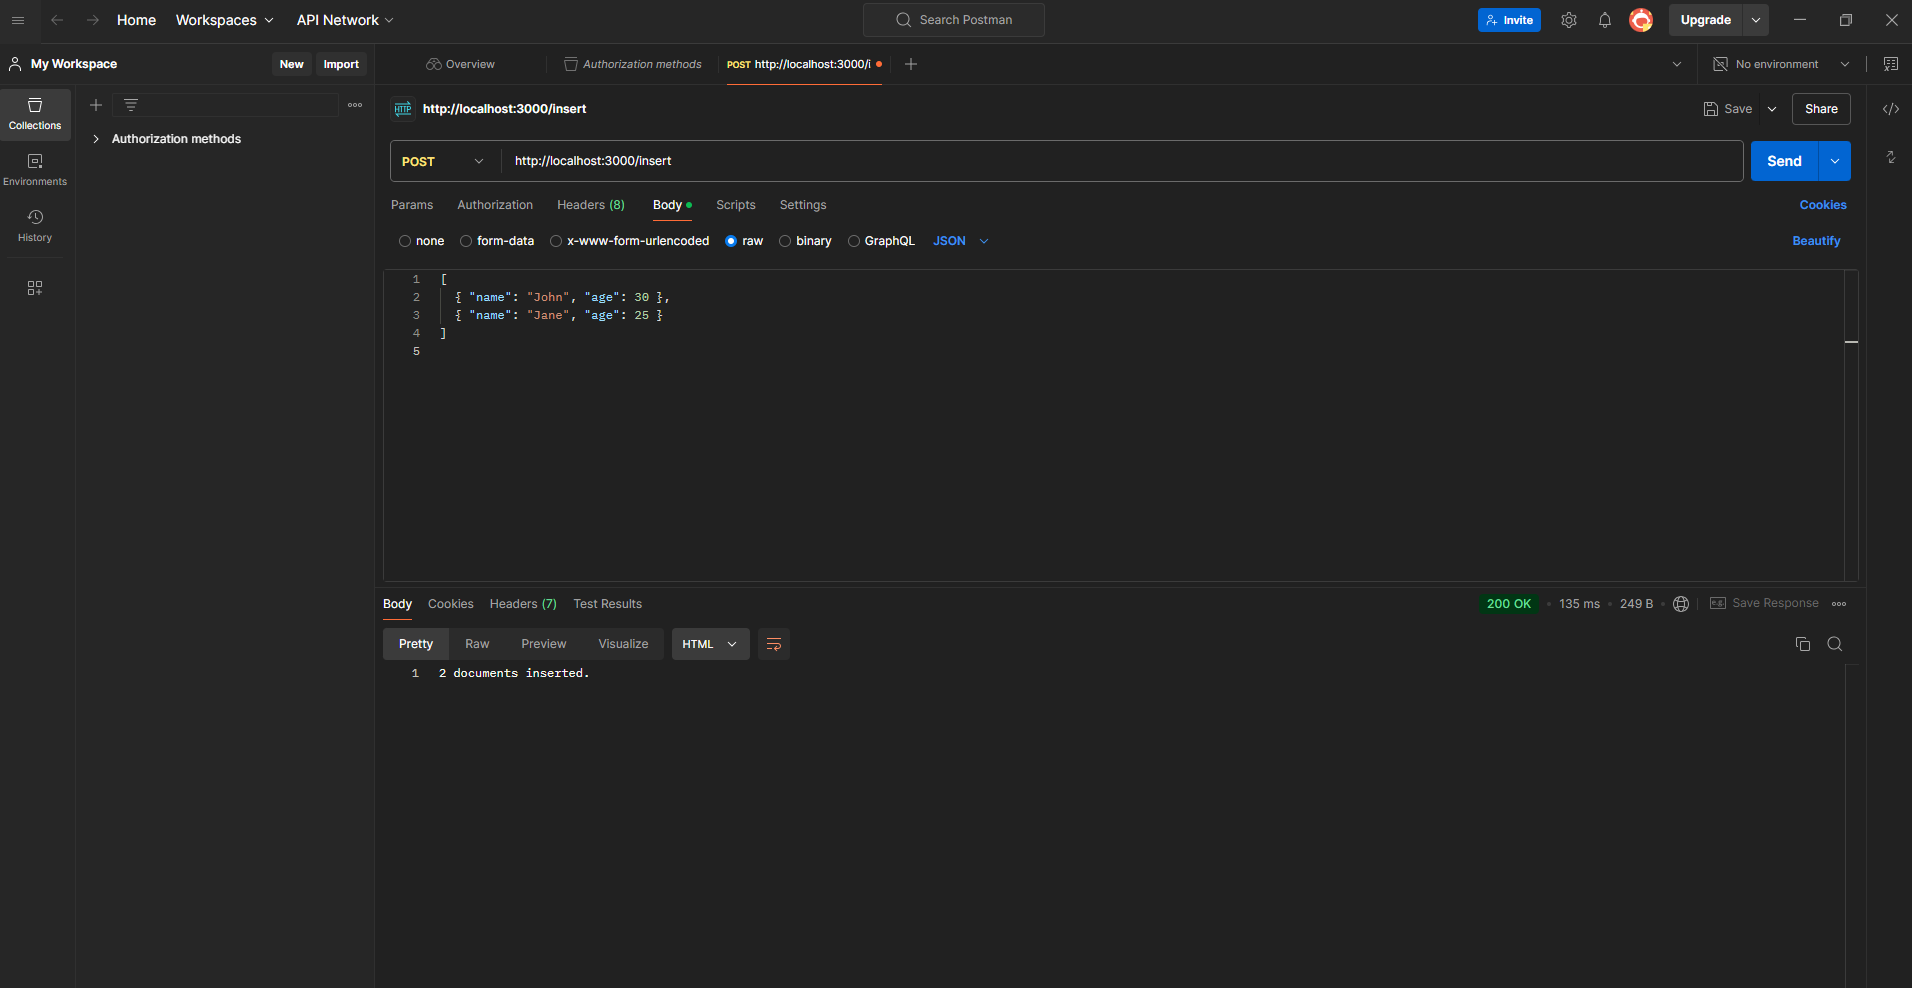 Home Workspaces API Network Search Postman Invite Upgrade
My Workspace New Import Overview Authorization methods POST http://localhost:3000/i No environment
Collections
Environments
History
Authorization methods
HTTP http://localhost:3000/insert Save Share
POST http://localhost:3000/insert Send
Params Authorization Headers (8) Body Scripts Settings Cookies
none form-data x-www-form-urlencoded raw binary GraphQL JSON Beautify
1 [
2 { "name": "John", "age": 30 },
3 { "name": "Jane", "age": 25 }
4 ]
5
Body Cookies Headers (7) Test Results 200 OK • 135 ms • 249 B • e.g. Save Response
Pretty Raw Preview Visualize HTML
1 2 documents inserted.